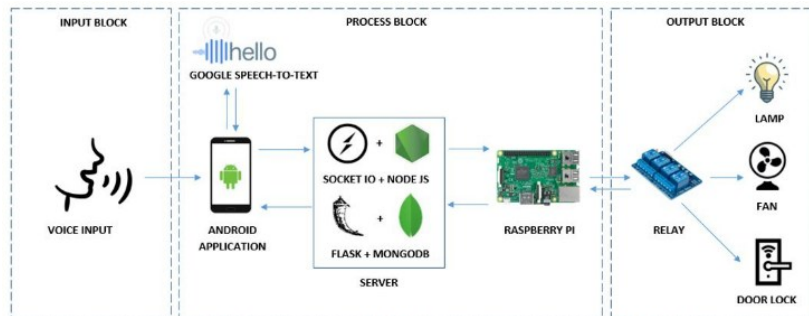 INPUT BLOCK
PROCESS BLOCK
OUTPUT BLOCK
hello
GOOGLE SPEECH-TO-TEXT
LAMP
+
SOCKET IO + NODE JS
VOICE INPUT
ANDROID
APPLICATION
+
FLASK + MONGODB
SERVER
RASPBERRY PI
RELAY
FAN
DOOR LOCK